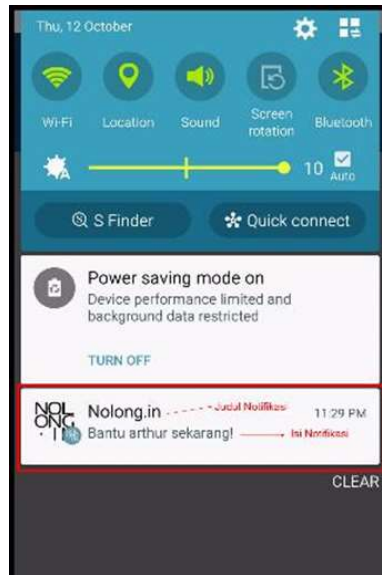 Thu, 12 October
Wi-Fi
Location
Sound
Screen rotation
Bluetooth
10
Auto
S Finder
Quick connect
Power saving mode on
Device performance limited and
background data restricted
TURN OFF
NOL
ONG
Nolong.in
Judul Notifikasi
11:29 PM
Bantu arthur sekarang!
Isi Notifikasi
CLEAR